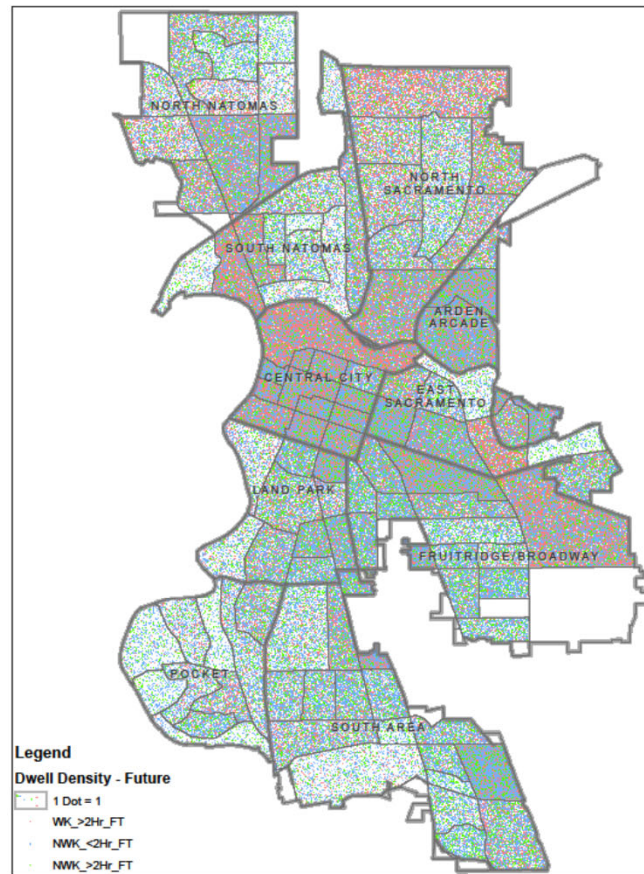 NORTH NATOMAS
NORTH
SACRAMENTO
SOUTH NATOMAS
ARDEN
ARCADE
CENTRAL CITY
EAST
SACRAMENTO
LAND PARK
FRUITRIDGE/BROADWAY
POCKET
SOUTH AREA
Legend
Dwell Density - Future
1 Dot = 1
WK_>2Hr_FT
NWK_<2Hr_FT
NWK_>2Hr_FT